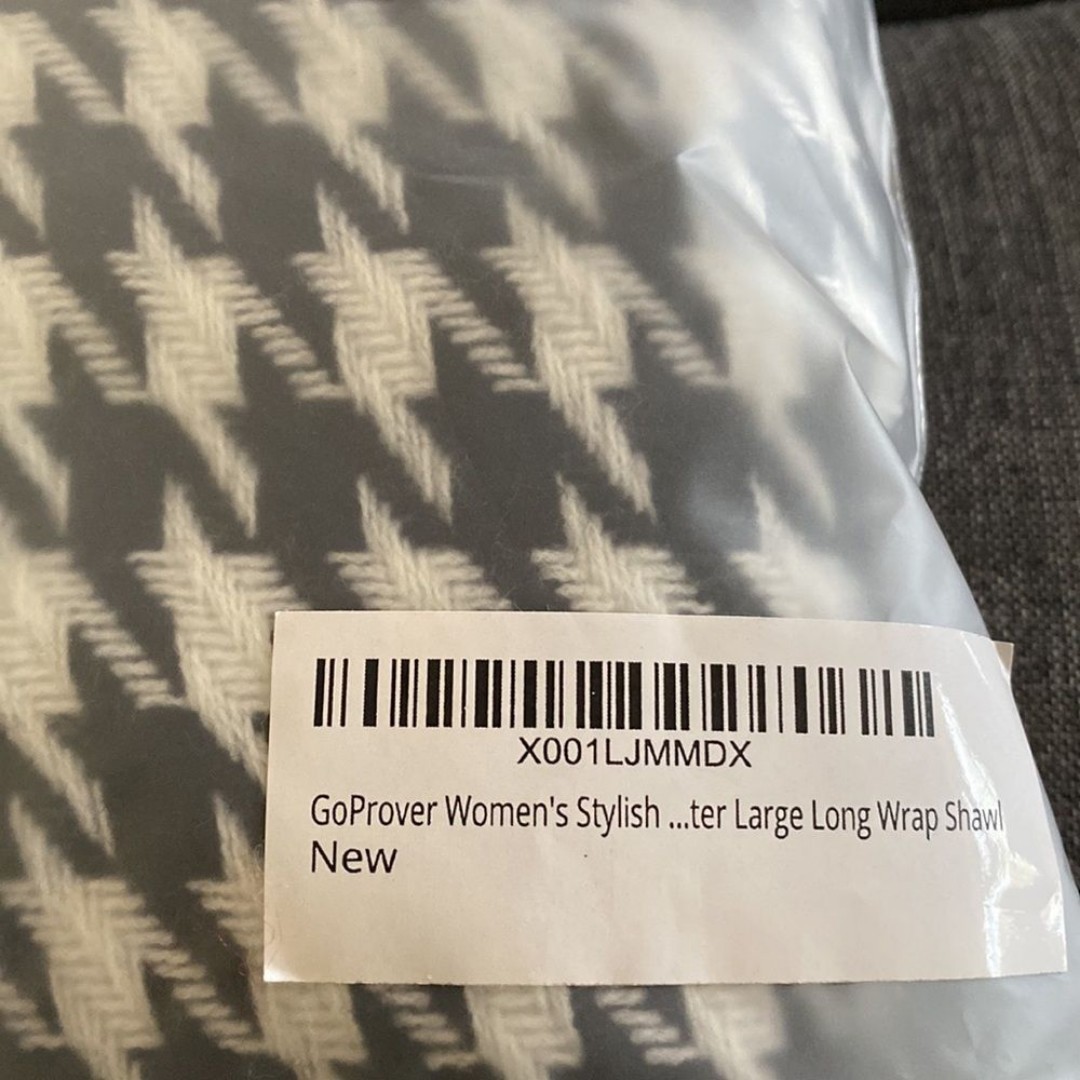 X001LJMMDX
GoProver Women's Stylish ...ter Large Long Wrap Shawl
New